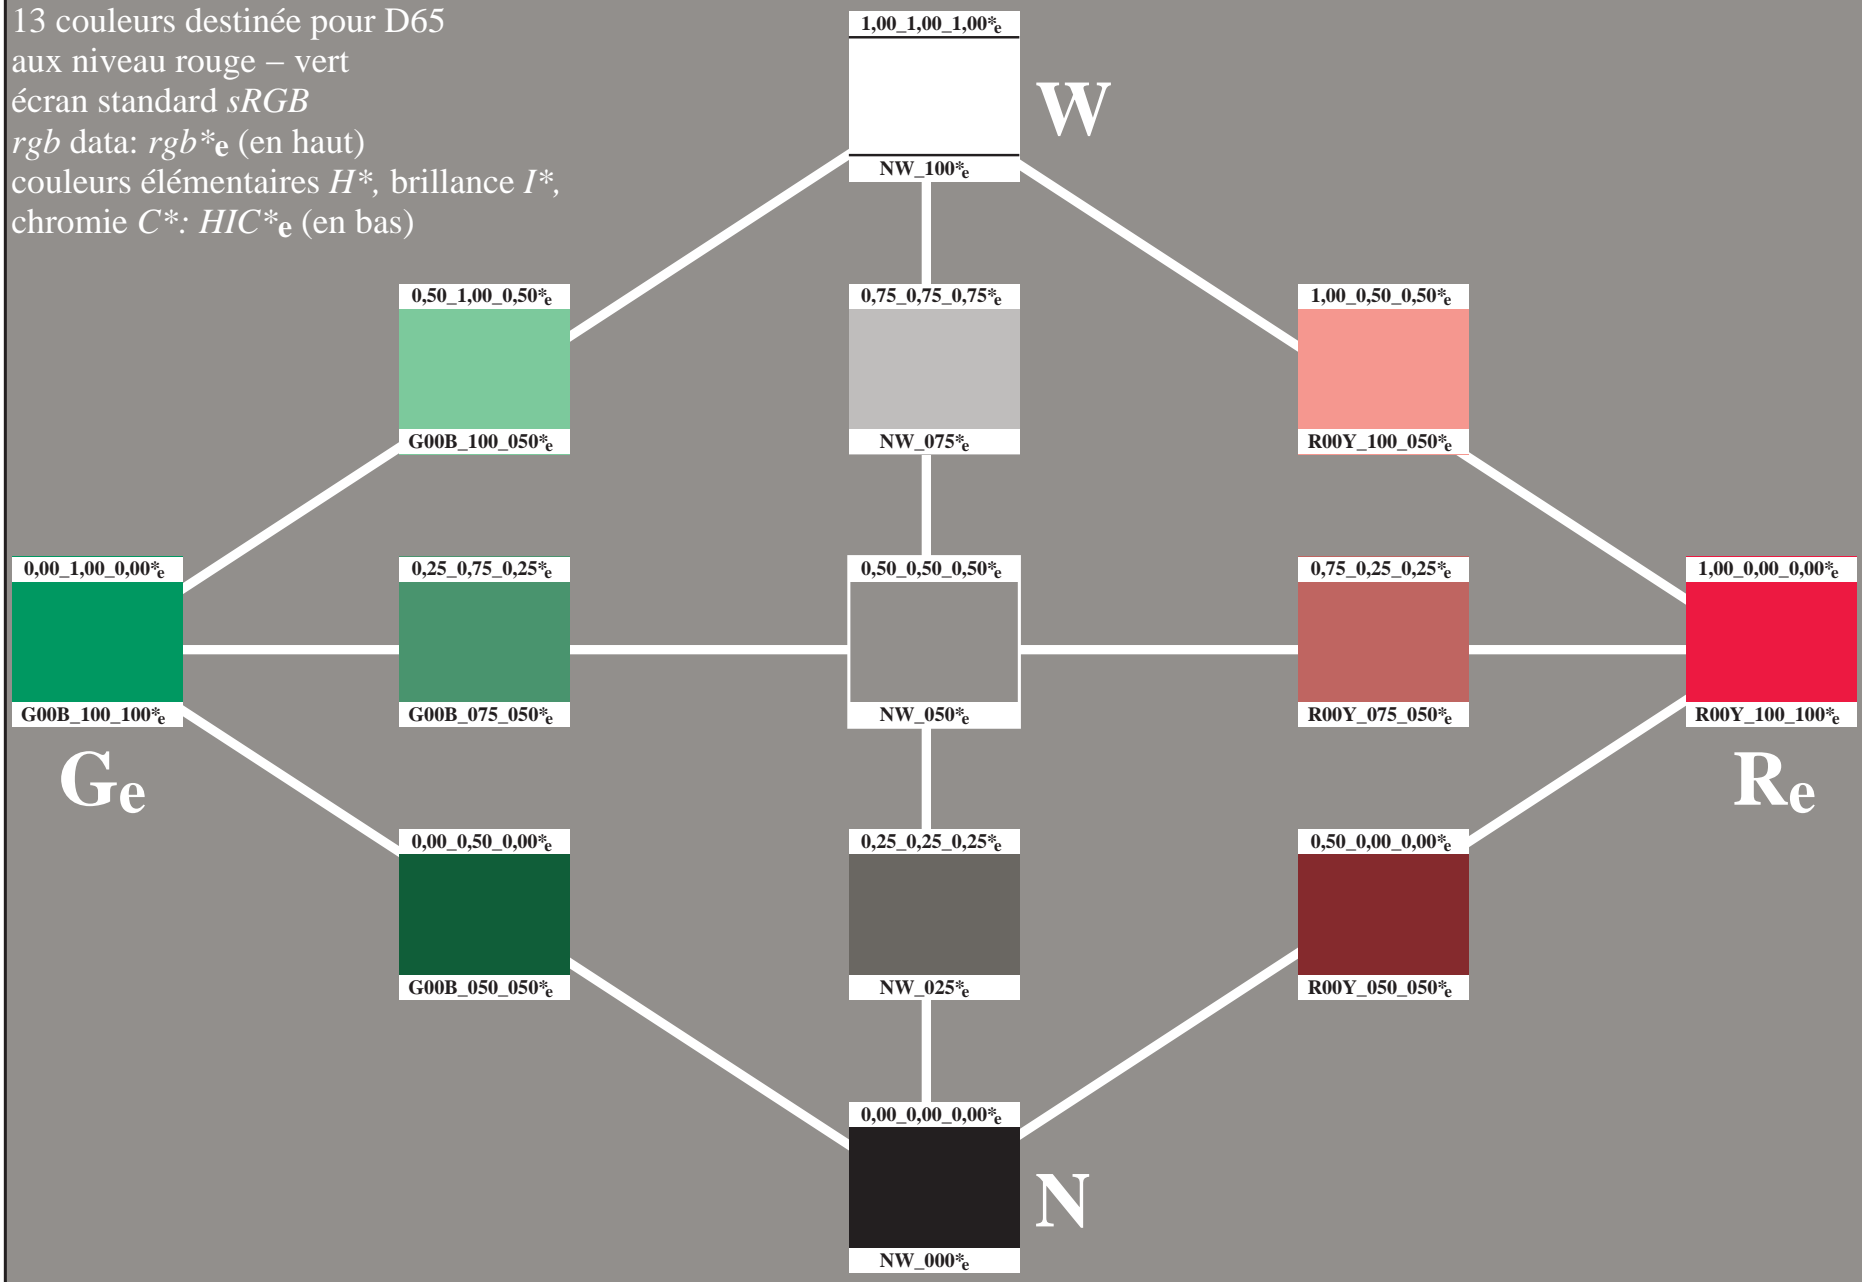 13 couleurs destinée pour D65
aux niveau rouge – vert
écran standard sRGB
rgb data: rgb*e (en haut)
couleurs élémentaires H*, brillance I*,
chromie C*: HIC*e (en bas)
1,00_1,00_1,00*e
W
NW_100*e
0,50_1,00_0,50*e
0,75_0,75_0,75*e
1,00_0,50_0,50*e
G00B_100_050*e
NW_075*e
R00Y_100_050*e
0,00_1,00_0,00*e
0,25_0,75_0,25*e
0,50_0,50_0,50*e
0,75_0,25_0,25*e
1,00_0,00_0,00*e
G00B_100_100*e
G00B_075_050*e
NW_050*e
R00Y_075_050*e
R00Y_100_100*e
Ge
Re
0,00_0,50_0,00*e
0,25_0,25_0,25*e
0,50_0,00_0,00*e
G00B_050_050*e
NW_025*e
R00Y_050_050*e
0,00_0,00_0,00*e
N
NW_000*e